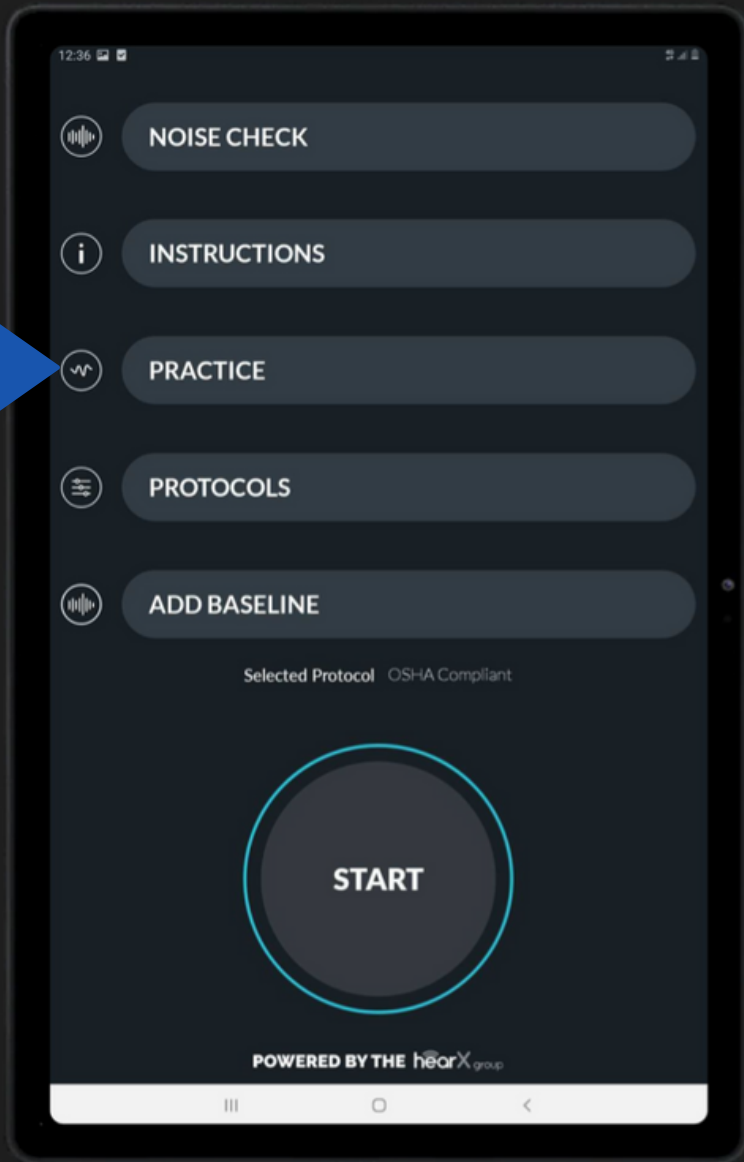 12:36
NOISE CHECK
i
INSTRUCTIONS
PRACTICE
PROTOCOLS
ADD BASELINE
Selected Protocol OSHA Compliant
START
POWERED BY THE hearX group